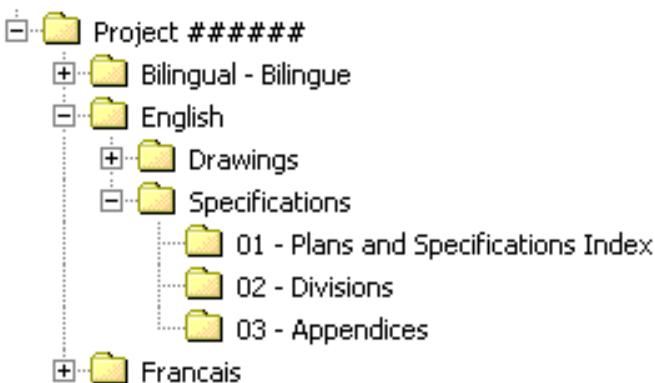 Project ######
Bilingual - Bilingue
English
Drawings
Specifications
01 - Plans and Specifications Index
02 - Divisions
03 - Appendices
Francais